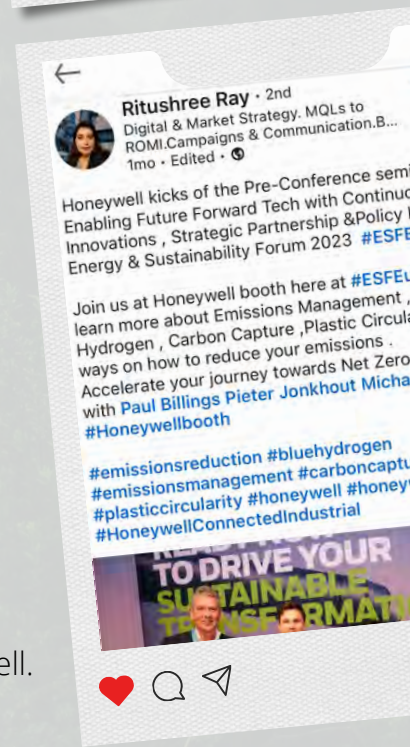 Ritushree Ray • 2nd
Digital & Market Strategy. MQLs to
ROMI.Campaigns & Communication.B...
1mo • Edited •
Honeywell kicks of the Pre-Conference semi
Enabling Future Forward Tech with Continuo
Innovations , Strategic Partnership &Policy
Energy & Sustainability Forum 2023 #ESFE
Join us at Honeywell booth here at #ESFEu
learn more about Emissions Management ,
Hydrogen , Carbon Capture ,Plastic Circula
ways on how to reduce your emissions .
Accelerate your journey towards Net Zero
with Paul Billings Pieter Jonkhout Micha
#Honeywellbooth
#emissionsreduction #bluehydrogen
#emissionsmanagement #carboncaptu
#plasticcircularity #honeywell #honeyw
#HoneywellConnectedIndustrial
TO DRIVE YOUR
SUSTAINABLE
ell.